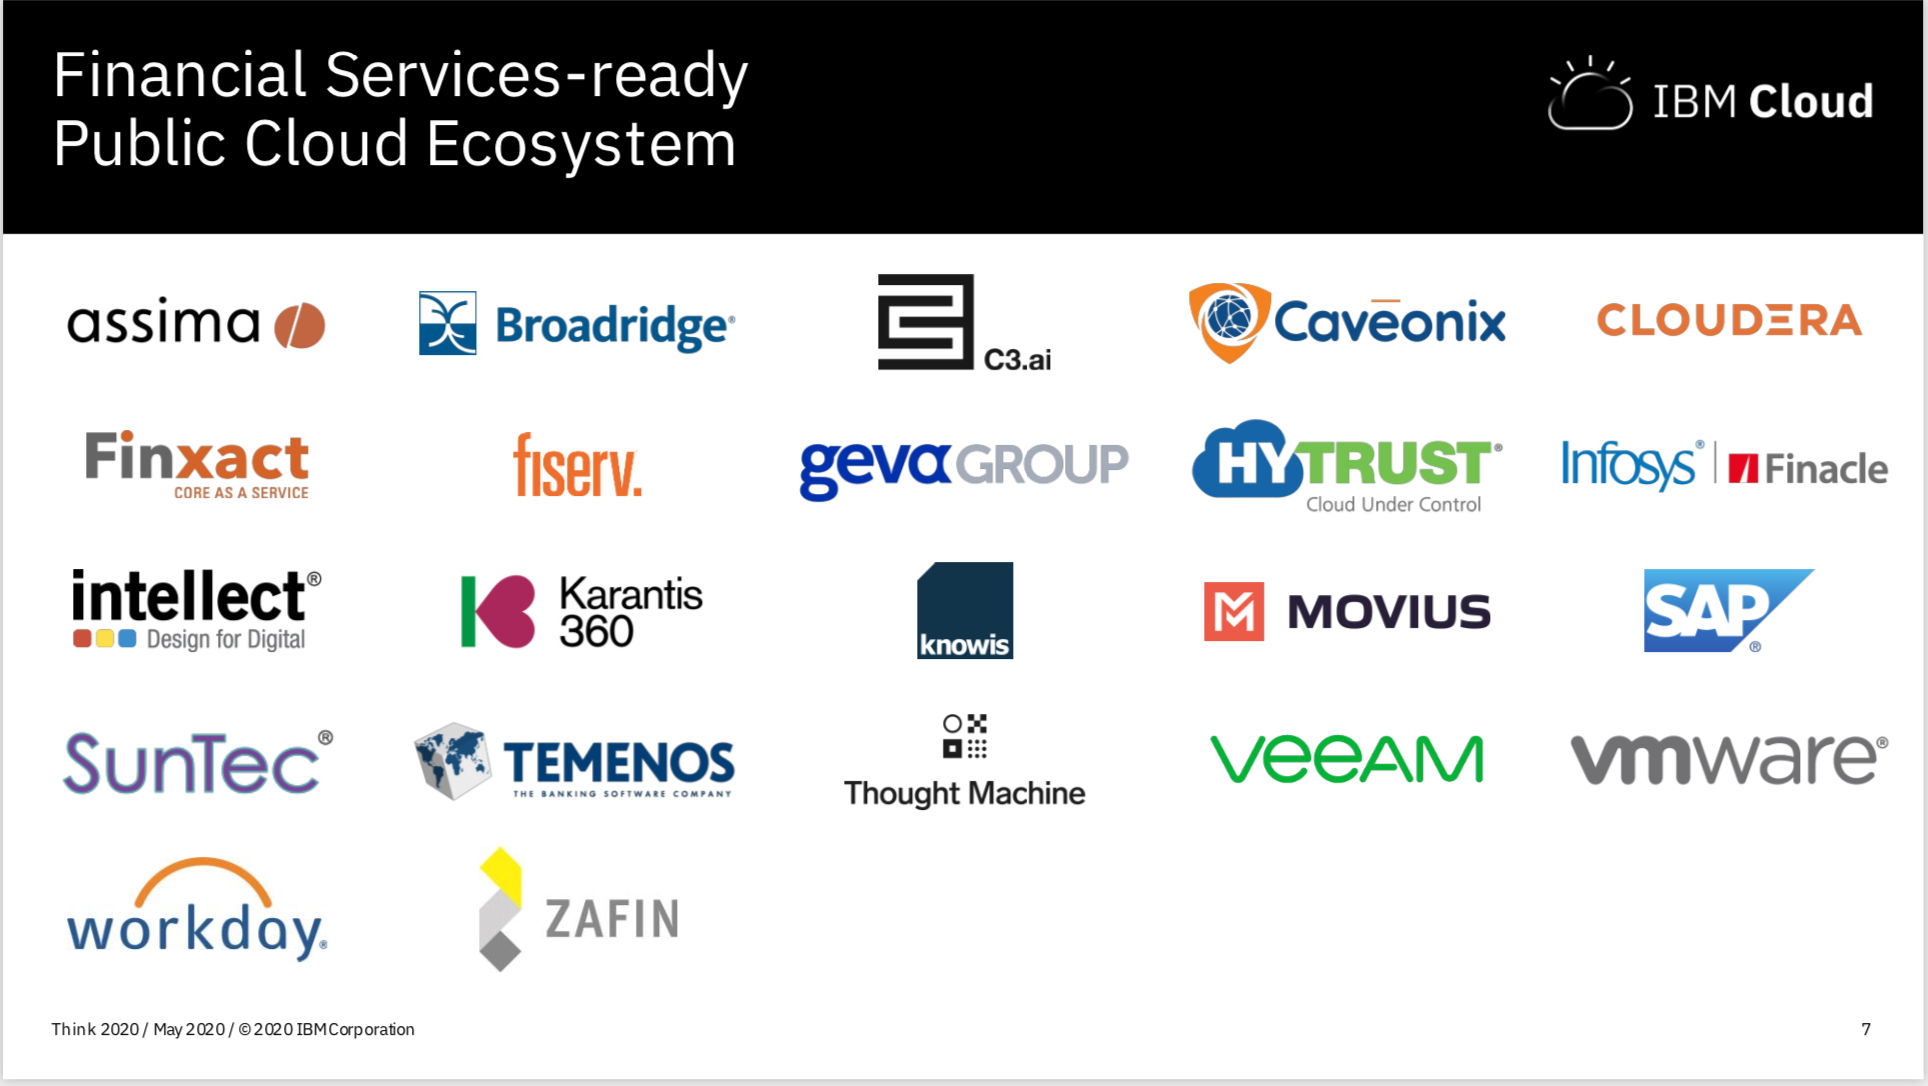 Financial Services-ready
Public Cloud Ecosystem
IBM Cloud
assima
Broadridge®
C3.ai
Caveonix
CLOUDERA
Finxact
CORE AS A SERVICE
fiserv.
gevaGROUP
HYTRUST®
Cloud Under Control
Infosys® | Finacle
intellect®
Design for Digital
Karantis
360
knowis
MOVIUS
SAP®
SunTec®
TEMENOS
THE BANKING SOFTWARE COMPANY
Thought Machine
veeAM
vmware®
workday®
ZAFIN
Think 2020 / May 2020 / © 2020 IBM Corporation
7